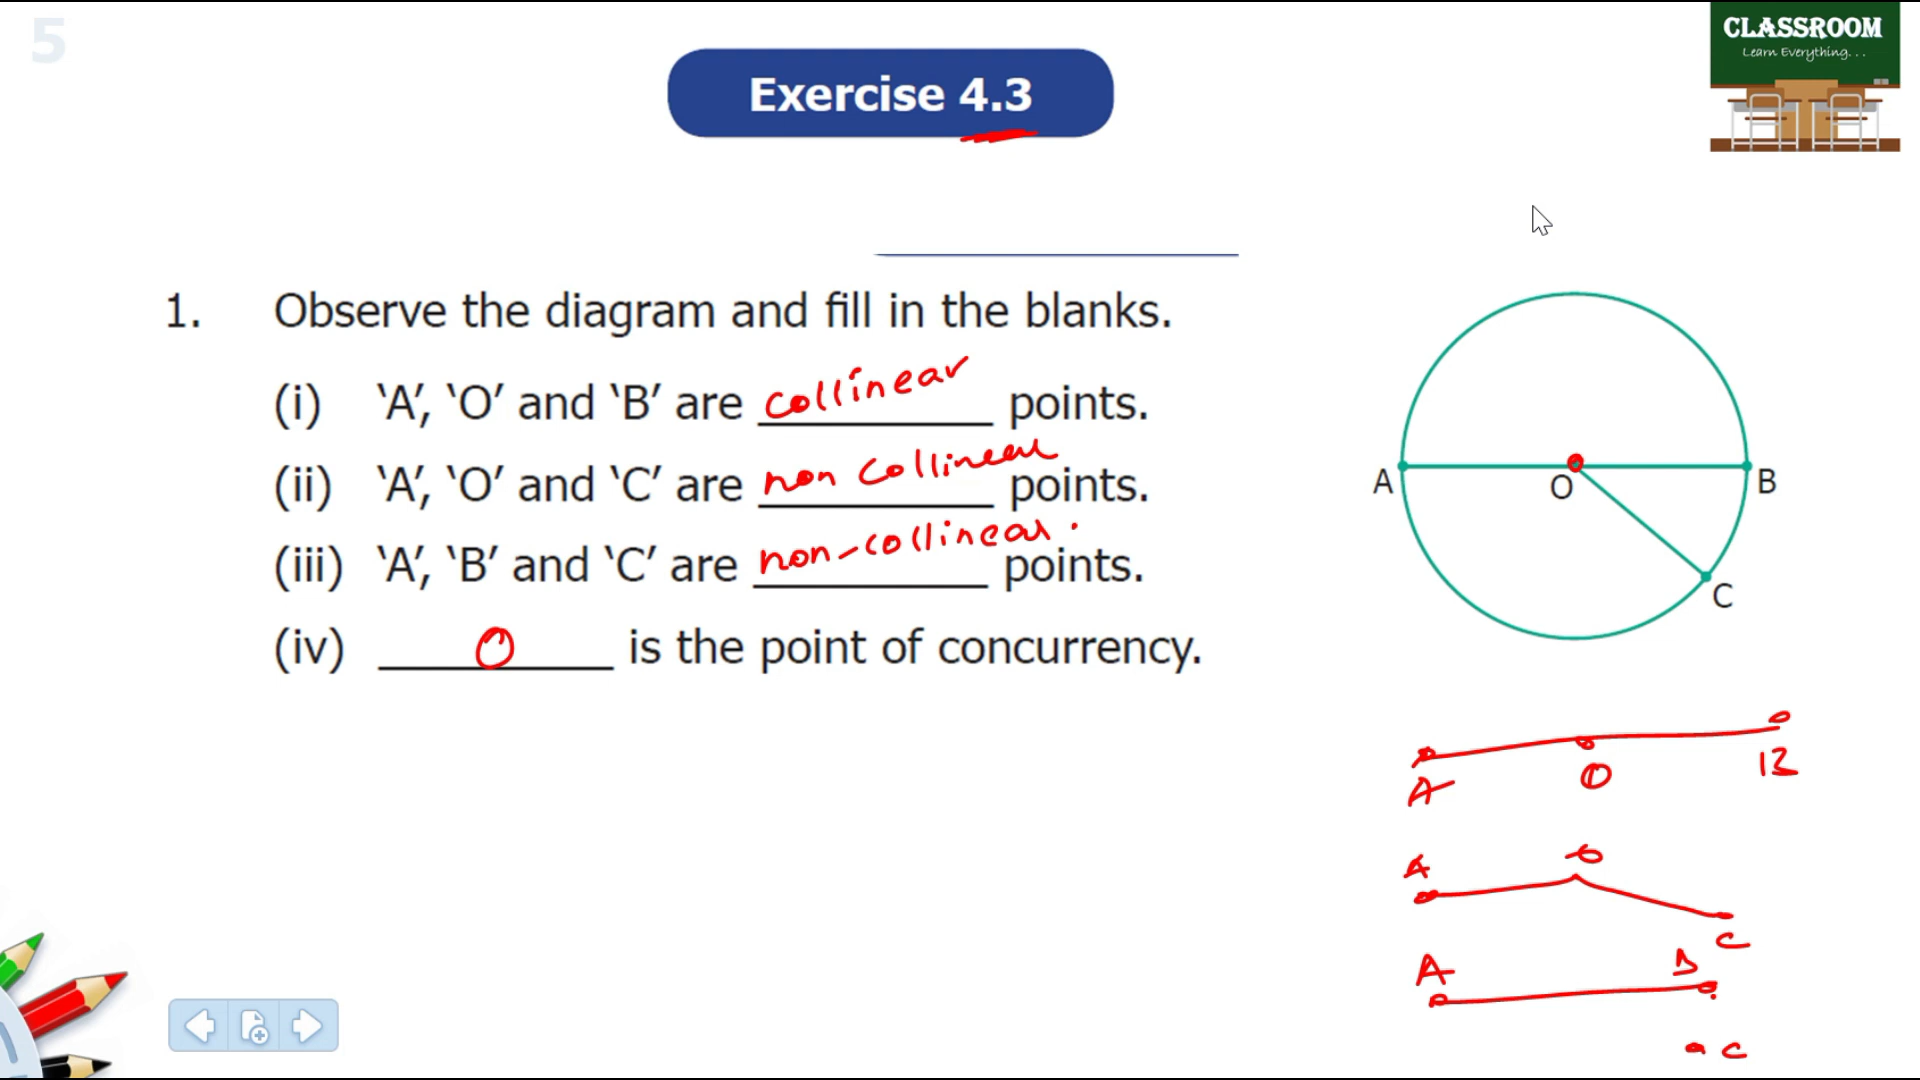 5
CLASSROOM
Learn Everything. . .
Exercise 4.3
1. Observe the diagram and fill in the blanks.
(i) ‘A’, ‘O’ and ‘B’ are collinear points.
(ii) ‘A’, ‘O’ and ‘C’ are non collinear points.
(iii) ‘A’, ‘B’ and ‘C’ are non-collinear. points.
(iv) O is the point of concurrency.
A O B
C
A O B
A O
C
A B
C